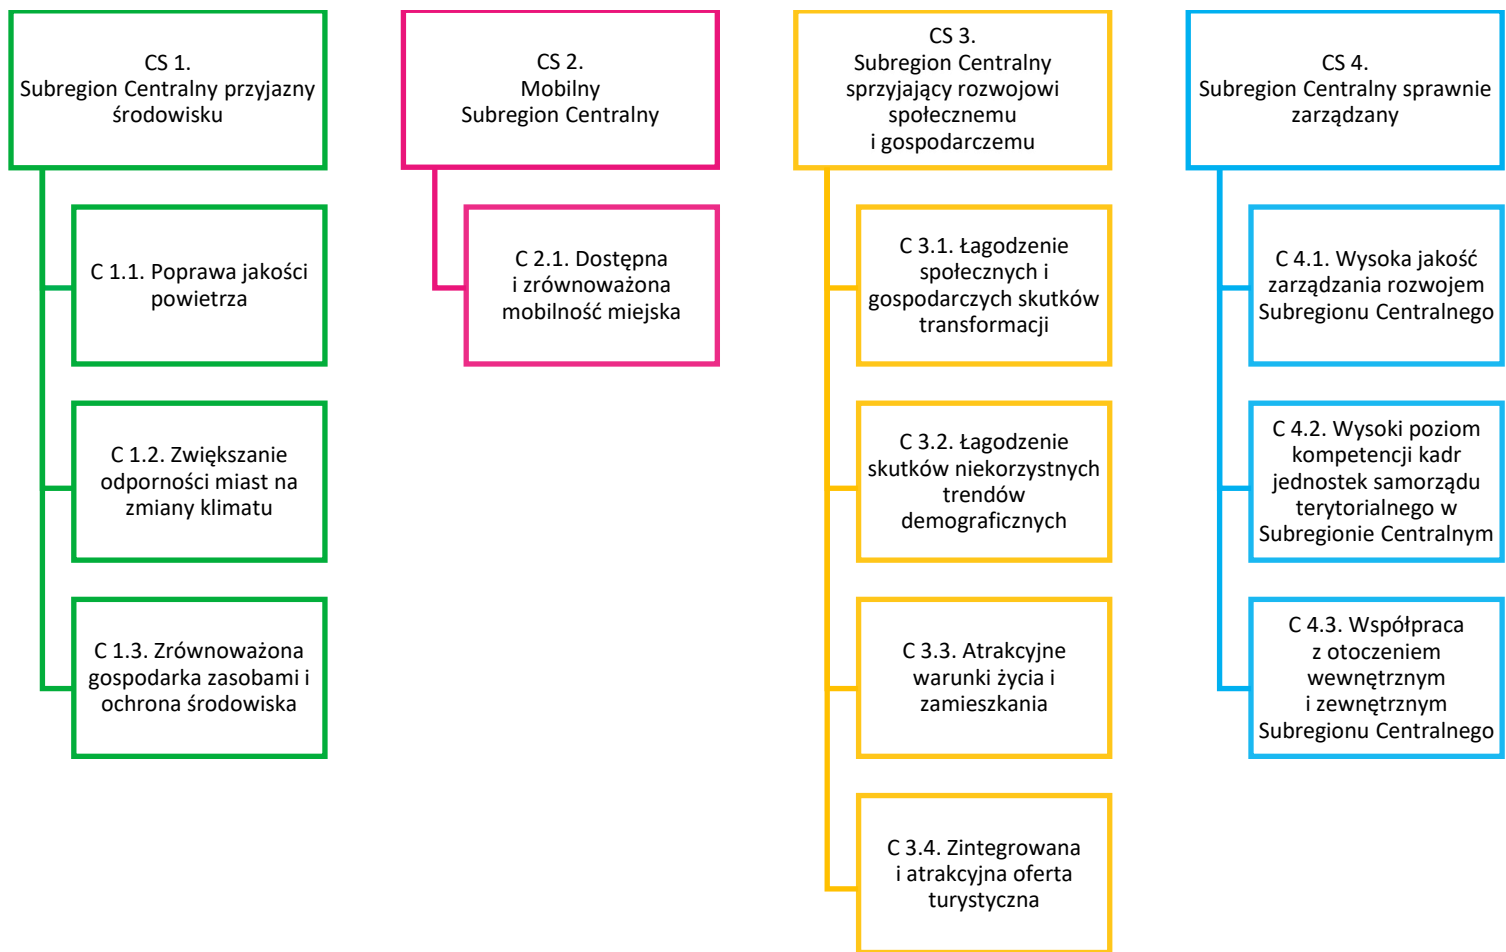 CS 1.
Subregion Centralny przyjazny
środowisku
C 1.1. Poprawa jakości
powietrza
C 1.2. Zwiększanie
odporności miast na
zmiany klimatu
C 1.3. Zrównoważona
gospodarka zasobami i
ochrona środowiska
CS 2.
Mobilny
Subregion Centralny
C 2.1. Dostępna
i zrównoważona
mobilność miejska
CS 3.
Subregion Centralny
sprzyjający rozwojowi
społecznemu
i gospodarczemu
C 3.1. Łagodzenie
społecznych i
gospodarczych skutków
transformacji
C 3.2. Łagodzenie
skutków niekorzystnych
trendów
demograficznych
C 3.3. Atrakcyjne
warunki życia i
zamieszkania
C 3.4. Zintegrowana
i atrakcyjna oferta
turystyczna
CS 4.
Subregion Centralny sprawnie
zarządzany
C 4.1. Wysoka jakość
zarządzania rozwojem
Subregionu Centralnego
C 4.2. Wysoki poziom
kompetencji kadr
jednostek samorządu
terytorialnego w
Subregionie Centralnym
C 4.3. Współpraca
z otoczeniem
wewnętrznym
i zewnętrznym
Subregionu Centralnego